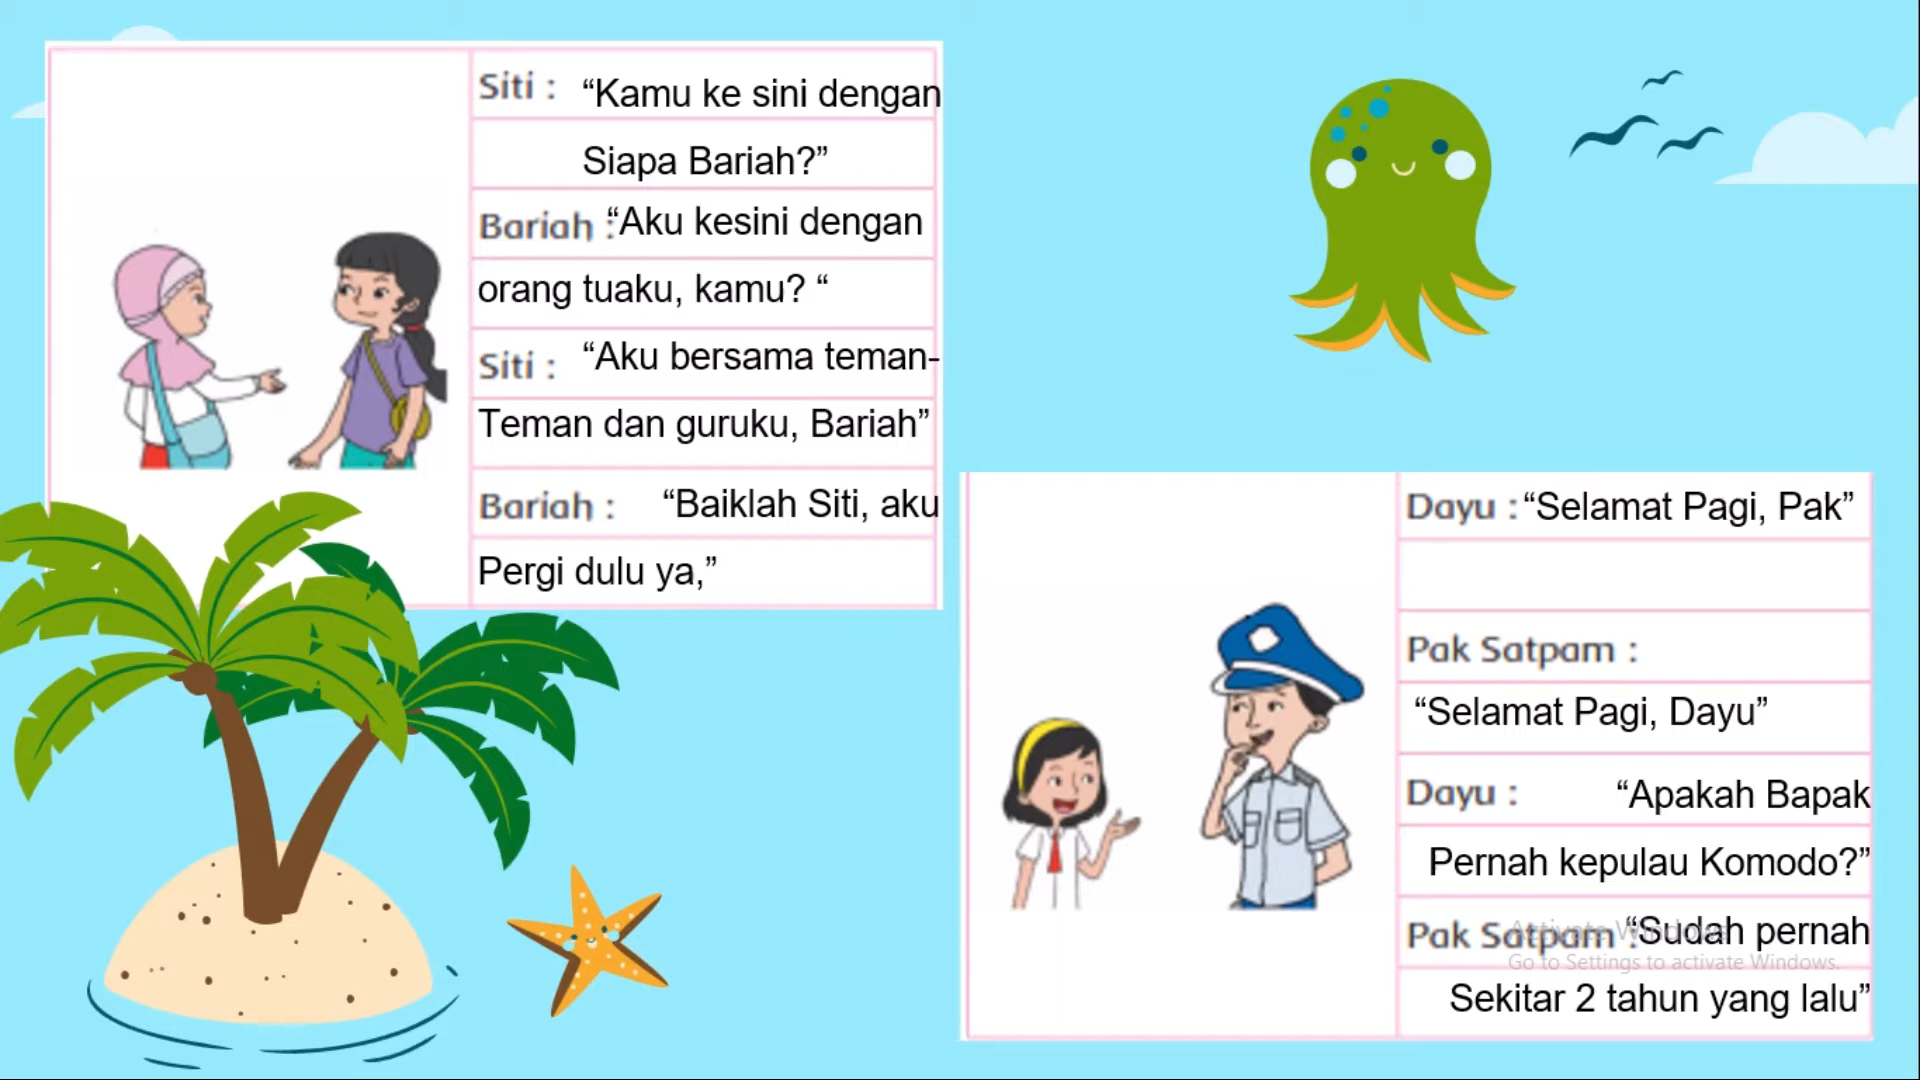 Siti : “Kamu ke sini dengan
Siapa Bariah?”
Bariah : “Aku kesini dengan
orang tuaku, kamu? “
Siti : “Aku bersama teman-
Teman dan guruku, Bariah”
Bariah : “Baiklah Siti, aku
Pergi dulu ya,”
Dayu : “Selamat Pagi, Pak”
Pak Satpam :
“Selamat Pagi, Dayu”
Dayu : “Apakah Bapak
Pernah kepulau Komodo?”
Pak Satpam : “Sudah pernah
Sekitar 2 tahun yang lalu”
Activate Windows
Go to Settings to activate Windows.